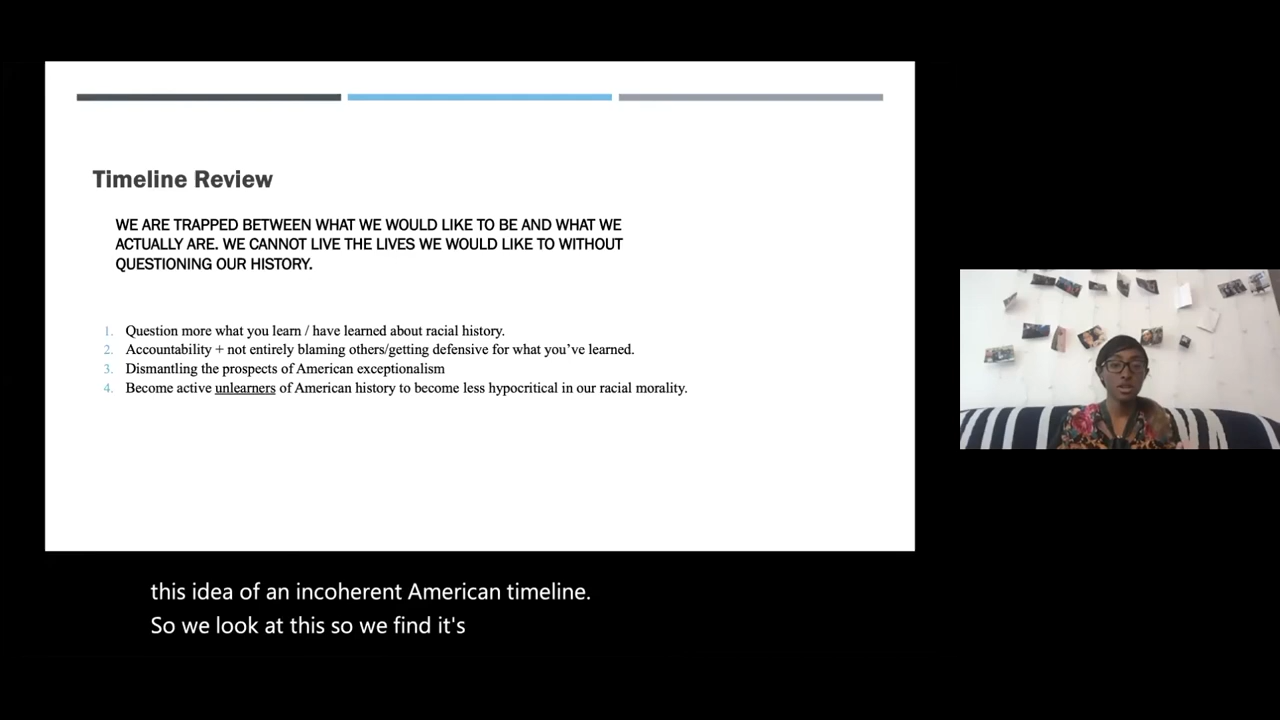 Timeline Review
WE ARE TRAPPED BETWEEN WHAT WE WOULD LIKE TO BE AND WHAT WE
ACTUALLY ARE. WE CANNOT LIVE THE LIVES WE WOULD LIKE TO WITHOUT
QUESTIONING OUR HISTORY.
1. Question more what you learn / have learned about racial history.
2. Accountability + not entirely blaming others/getting defensive for what you’ve learned.
3. Dismantling the prospects of American exceptionalism
4. Become active unlearners of American history to become less hypocritical in our racial morality.
this idea of an incoherent American timeline.
So we look at this so we find it's